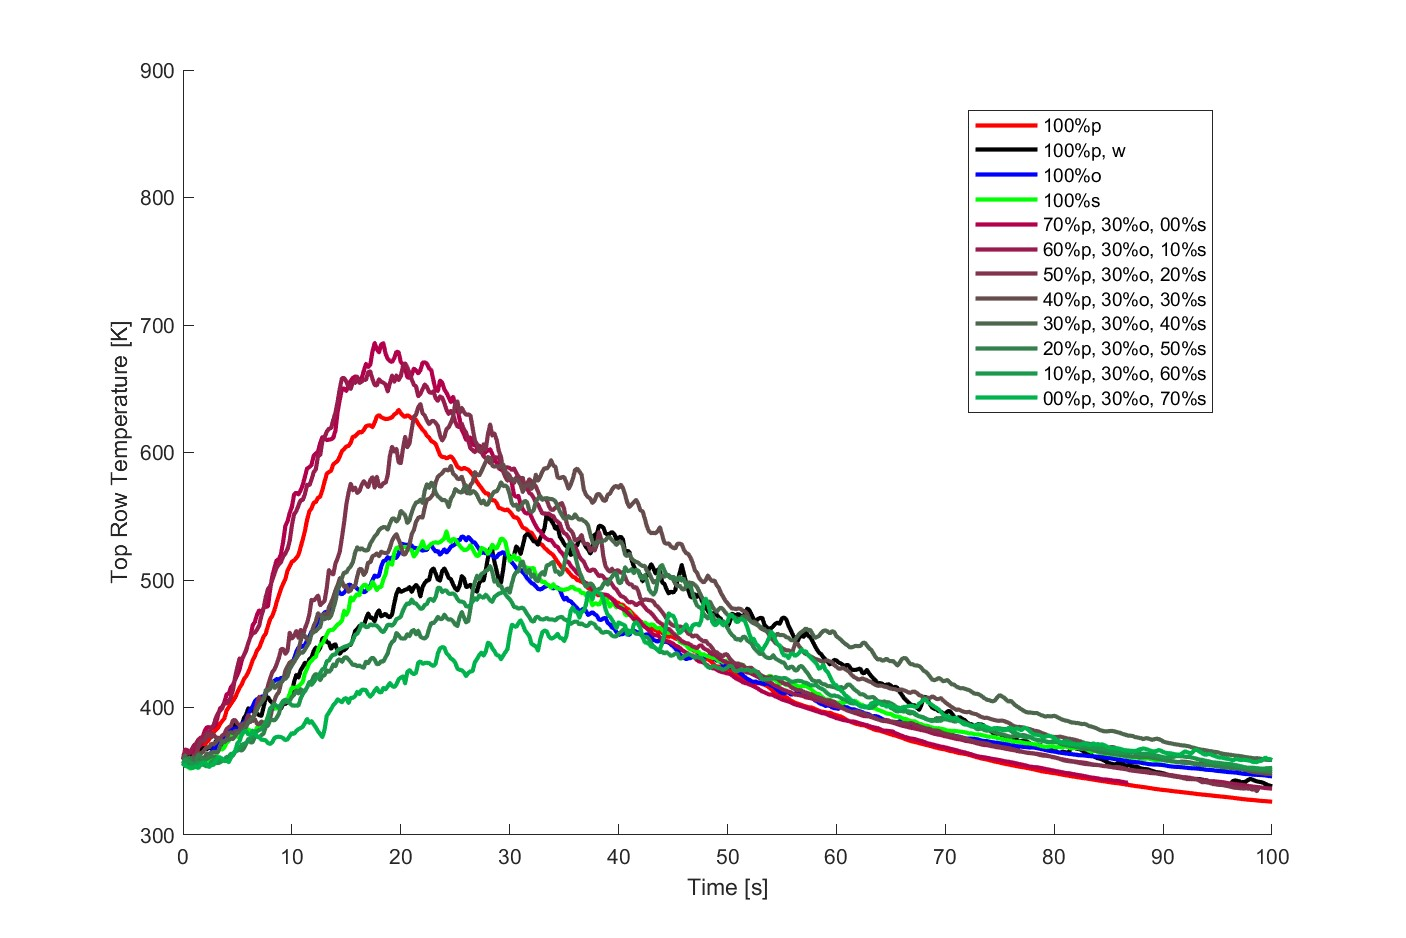 900
800
700
600
500
400
300
Top Row Temperature [K]
0 10 20 30 40 50 60 70 80 90 100
Time [s]
100%p
100%p, w
100%o
100%s
70%p, 30%o, 00%s
60%p, 30%o, 10%s
50%p, 30%o, 20%s
40%p, 30%o, 30%s
30%p, 30%o, 40%s
20%p, 30%o, 50%s
10%p, 30%o, 60%s
00%p, 30%o, 70%s